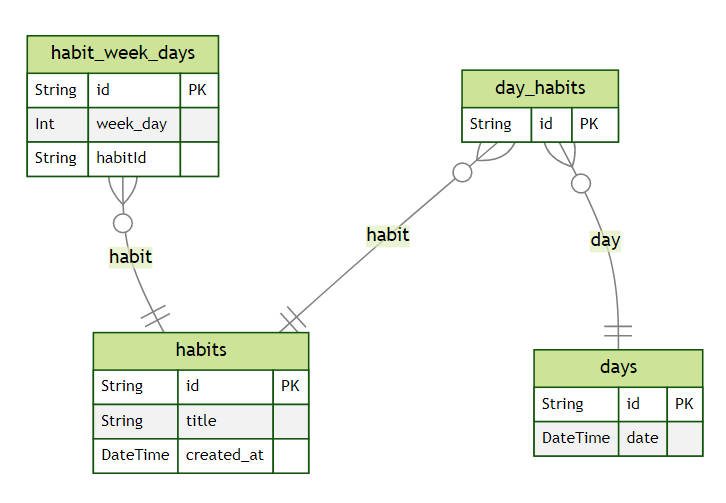 habit_week_days
String id PK
Int week_day
String habitId
day_habits
String id PK
habit
day
habit
habits
String id PK
String title
DateTime created_at
days
String id PK
DateTime date